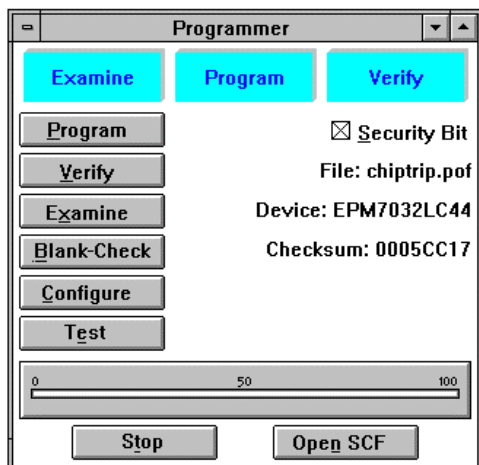 Programmer
Examine Program Verify
Program
Security Bit
Verify
File: chiptrip.pof
Examine
Device: EPM7032LC44
Blank-Check
Checksum: 0005CC17
Configure
Test
0 50 100
Stop Open SCF